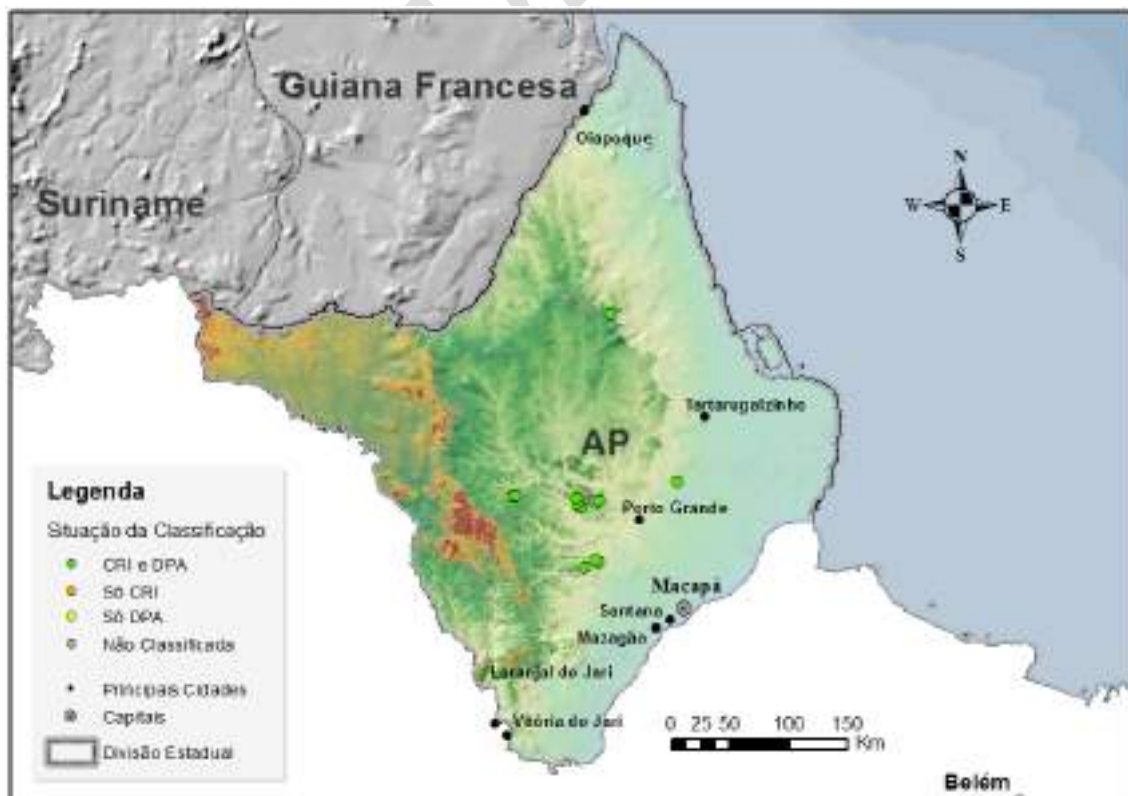 Guiana Francesa
Oiapoque
Suriname
N
W E
S
Tartarugalzinho
AP
Porto Grande
Macapá
Santana
Mazagão
Laranjal do Jari
Vitória do Jari
0 25 50 100 150
Km
Belém
Legenda
Situação da Classificação
CRI e DPA
Só CRI
Só DPA
Não Classificada
Principais Cidades
Capitais
Divisão Estadual